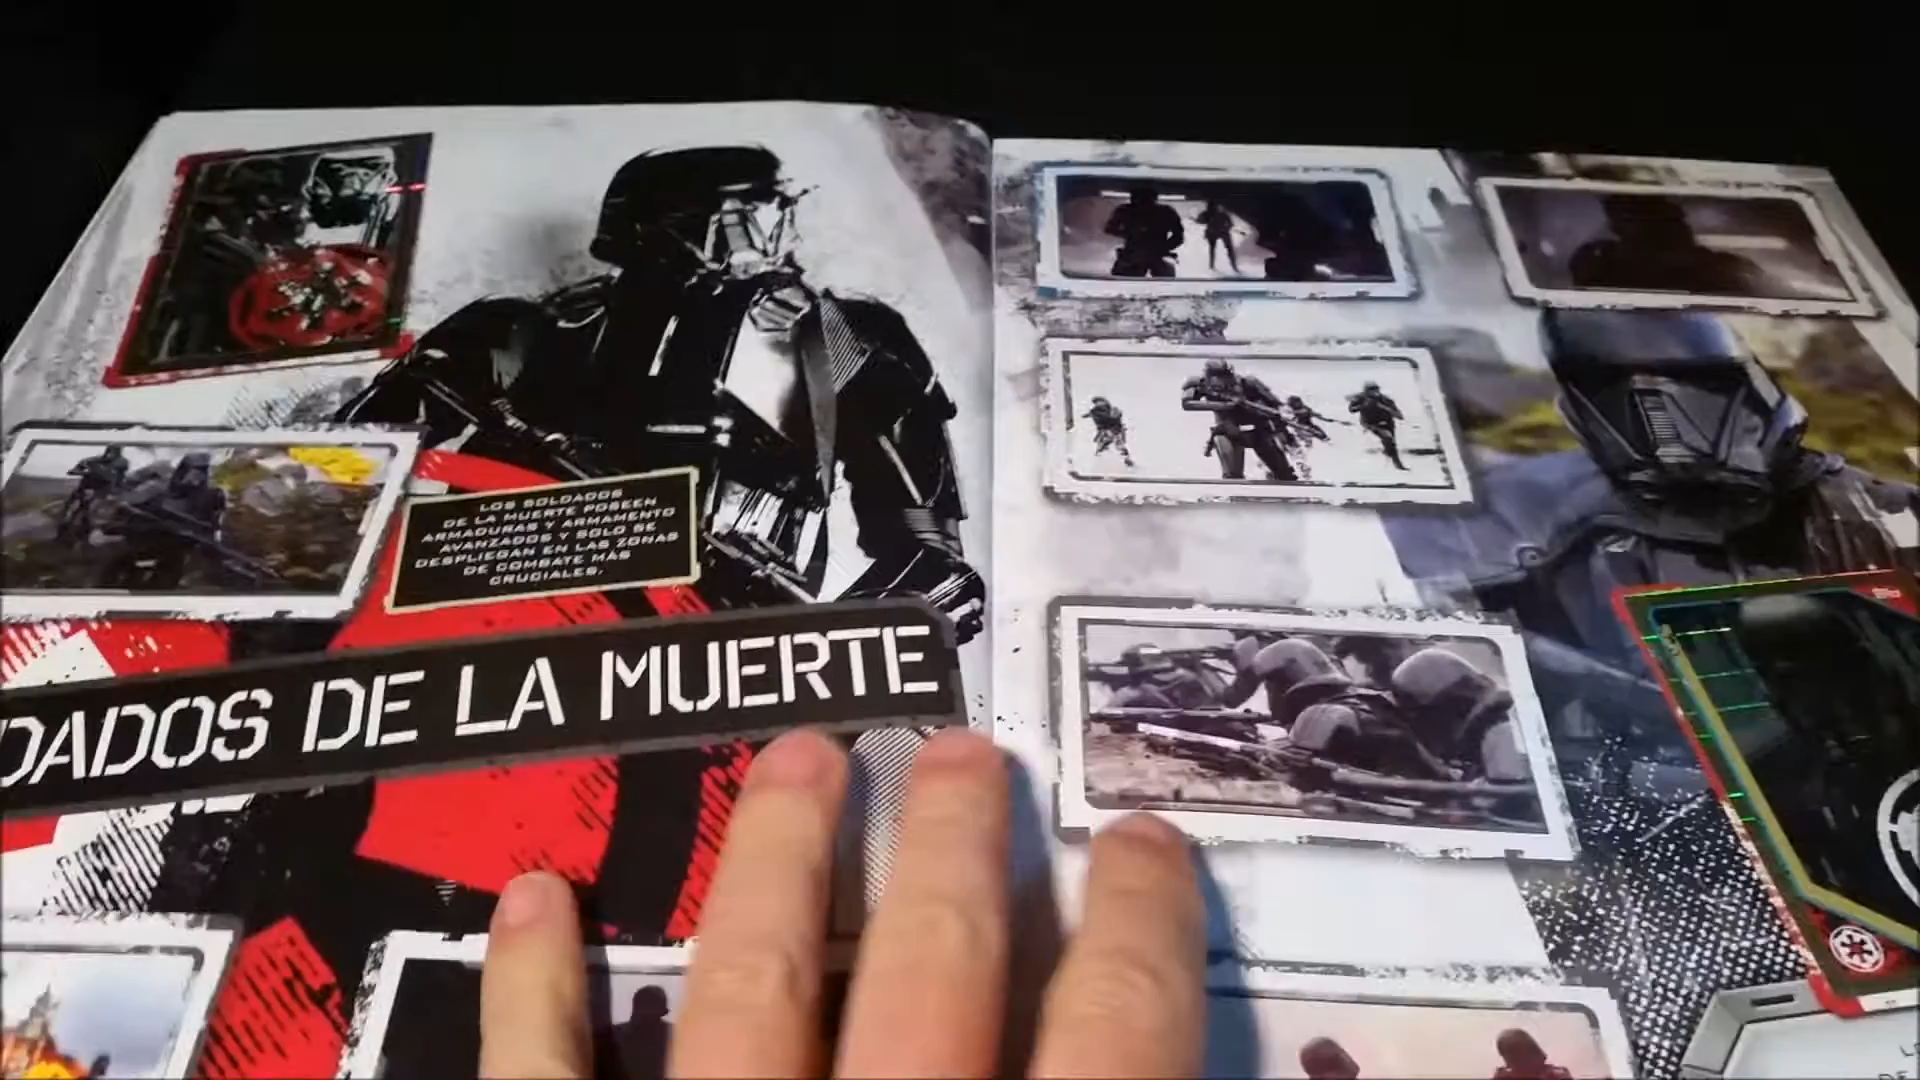 LOS SOLDADOS
DE LA MUERTE POSEEN
ARMADURAS Y ARMAMENTO
AVANZADOS Y SOLO SE
DESPLIEGAN EN LAS ZONAS
DE COMBATE MÁS
CRUCIALES.
DADOS DE LA MUERTE